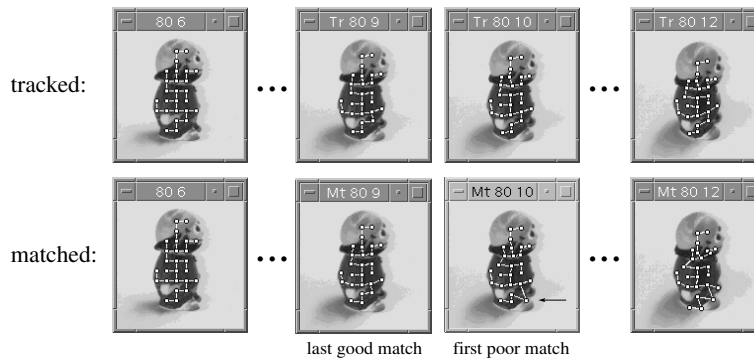 80 6
Tr 80 9
Tr 80 10
Tr 80 12
tracked:
80 6
Mt 80 9
Mt 80 10
Mt 80 12
matched:
last good match
first poor match